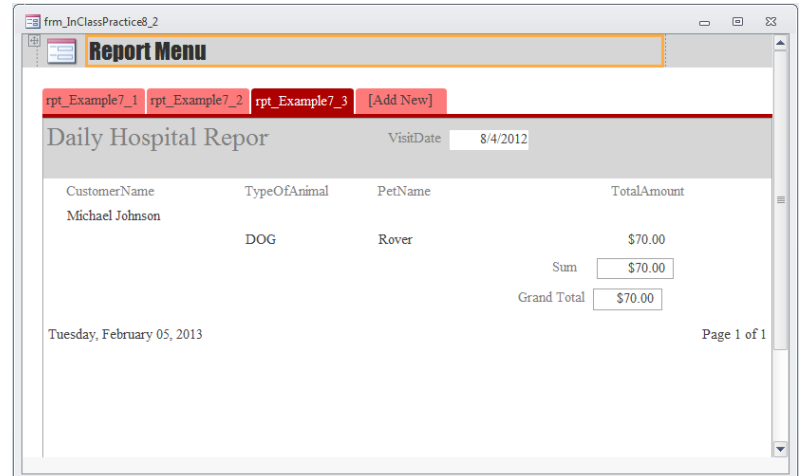 frm_InClassPractice8_2
Report Menu
rpt_Example7_1 rpt_Example7_2 rpt_Example7_3 [Add New]
Daily Hospital Repor VisitDate 8/4/2012
CustomerName TypeOfAnimal PetName TotalAmount
Michael Johnson
DOG Rover $70.00
Sum $70.00
Grand Total $70.00
Tuesday, February 05, 2013 Page 1 of 1